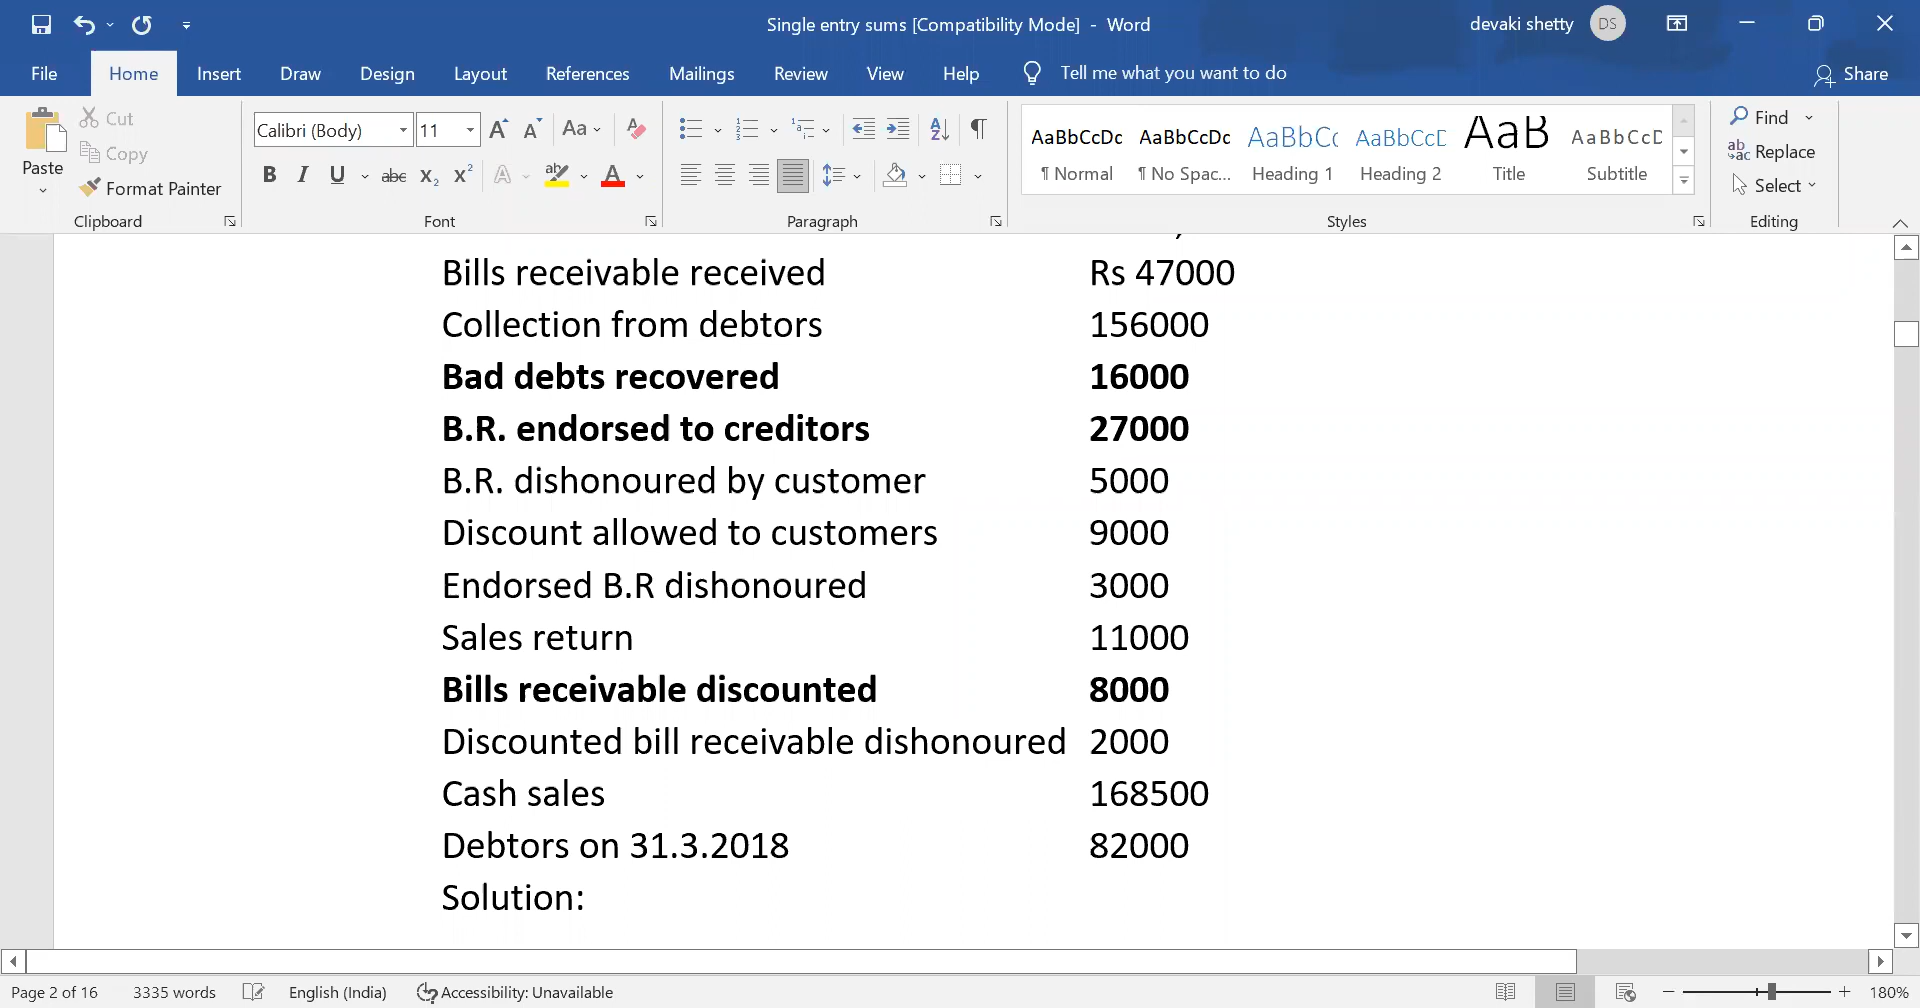 Single entry sums [Compatibility Mode] - Word
devaki shetty DS
File Home Insert Draw Design Layout References Mailings Review View Help Tell me what you want to do Share
Paste
Cut
Copy
Format Painter
Clipboard
Calibri (Body) 11
Font
Paragraph
AaBbCcDc AaBbCcDc AaBbC AaBbCcD AaB AaBbCcD
¶ Normal ¶ No Spac... Heading 1 Heading 2 Title Subtitle
Styles
Find
Replace
Select
Editing
Bills receivable received Rs 47000
Collection from debtors 156000
Bad debts recovered 16000
B.R. endorsed to creditors 27000
B.R. dishonoured by customer 5000
Discount allowed to customers 9000
Endorsed B.R dishonoured 3000
Sales return 11000
Bills receivable discounted 8000
Discounted bill receivable dishonoured 2000
Cash sales 168500
Debtors on 31.3.2018 82000
Solution:
Page 2 of 16 3335 words English (India) Accessibility: Unavailable 180%